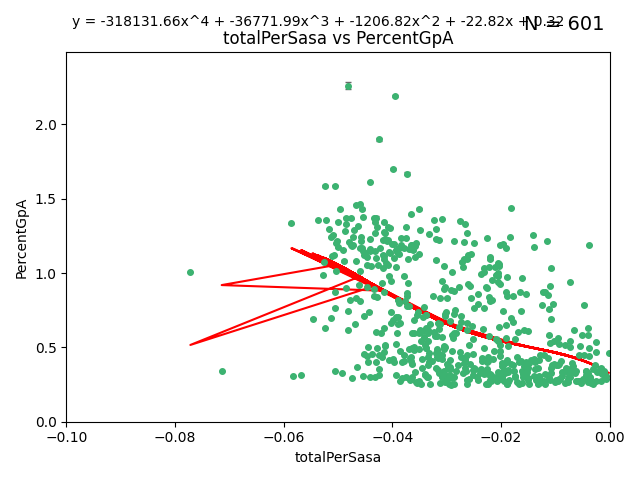 y = -318131.66x^4 + -36771.99x^3 + -1206.82x^2 + -22.82x + 0.32
N = 601
totalPerSasa vs PercentGpA
2.0
1.5
1.0
0.5
0.0
PercentGpA
−0.10 −0.08 −0.06 −0.04 −0.02 0.00
totalPerSasa